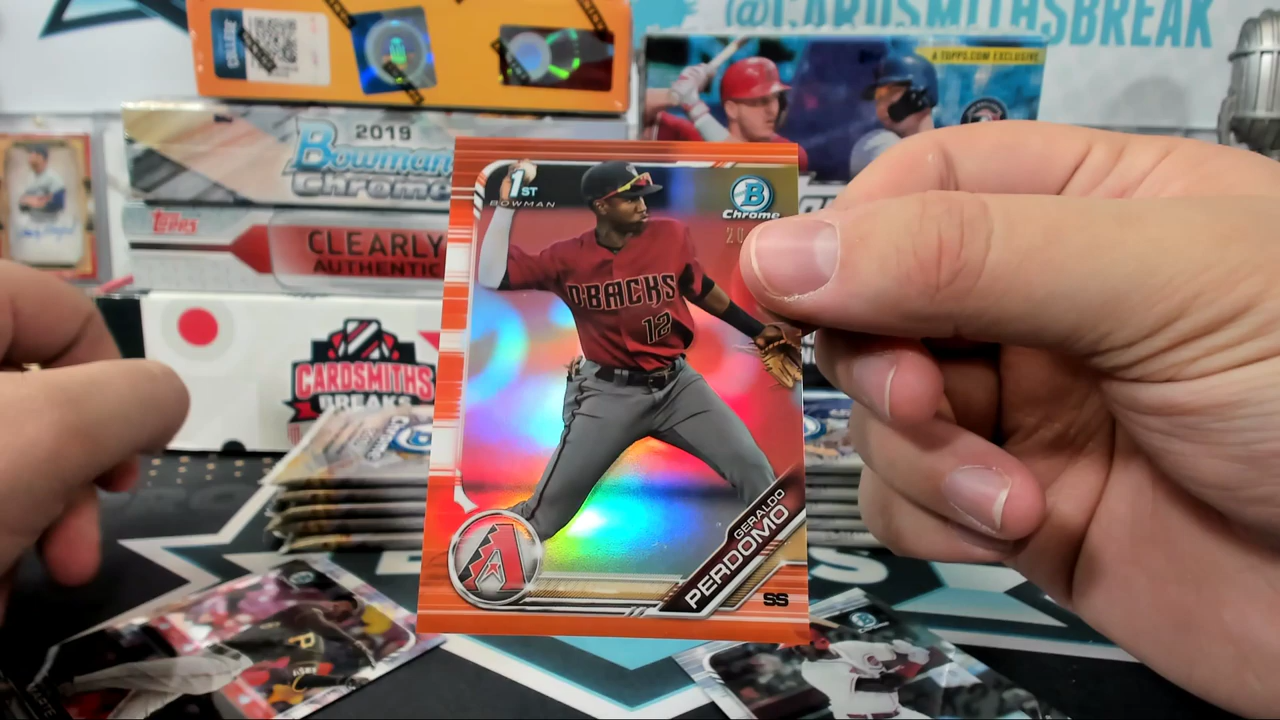 @CARDSMITHSBREAK
A TOPPS.COM EXCLUSIVE
2019
Bowman
Chrome
TOPPS
CLEARLY
AUTHENTIC
CARDSMITHS
BREAKS
1ST
BOWMAN
B
Chrome
20
D-BACKS
12
GERALDO
PERDOMO
SS
A
P